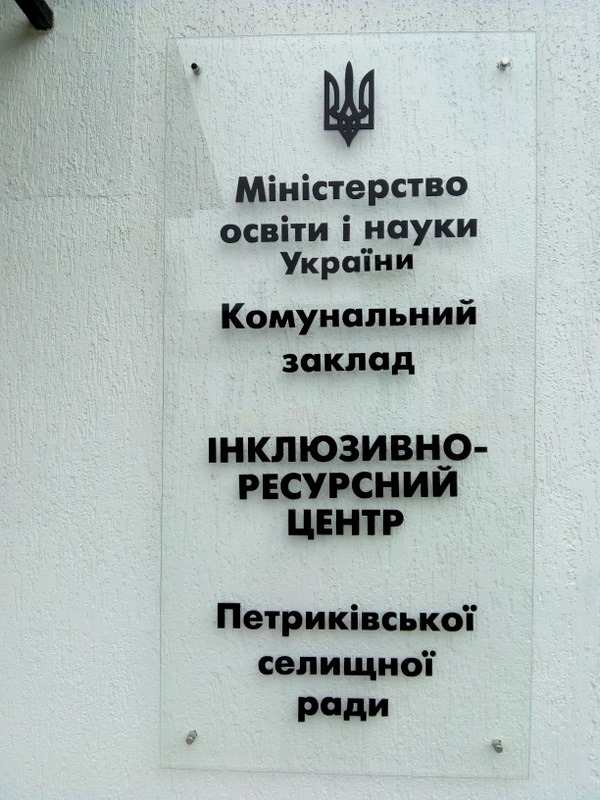 Міністерство
освіти і науки
України
Комунальний
заклад
ІНКЛЮЗИВНО-
РЕСУРСНИЙ
ЦЕНТР
Петриківської
селищної
ради